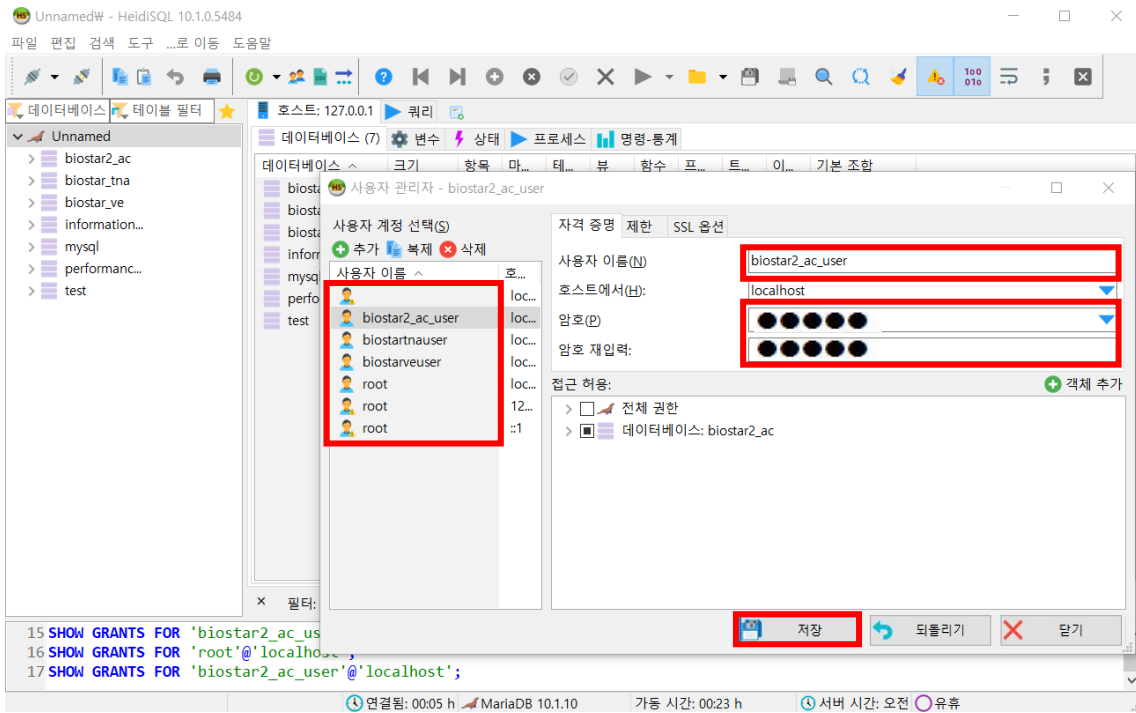 Unnamed₩ - HeidiSQL 10.1.0.5484
파일 편집 검색 도구 ...로 이동 도움말
데이터베이스 테이블 필터
호스트: 127.0.0.1 쿼리
Unnamed
biostar2_ac
biostar_tna
biostar_ve
information...
mysql
performanc...
test
데이터베이스 (7) 변수 상태 프로세스 명령-통계
데이터베이스 크기 항목 마... 테... 뷰 함수 프... 트... 이... 기본 조합
biosta
biosta
biosta
inforr
mysq
perfo
test
사용자 관리자 - biostar2_ac_user
사용자 계정 선택(S)
추가 복제 삭제
사용자 이름 호...
loc...
biostar2_ac_user loc...
biostartnauser loc...
biostarveuser loc...
root loc...
root 12...
root ::1
자격 증명 제한 SSL 옵션
사용자 이름(N) biostar2_ac_user
호스트에서(H): localhost
암호(P) ●●●●●
암호 재입력: ●●●●●
접근 허용: 객체 추가
전체 권한
데이터베이스: biostar2_ac
저장 되돌리기 닫기
× 필터:
15 SHOW GRANTS FOR 'biostar2_ac_us
16 SHOW GRANTS FOR 'root'@'localhost';
17 SHOW GRANTS FOR 'biostar2_ac_user'@'localhost';
연결됨: 00:05 h MariaDB 10.1.10 가동 시간: 00:23 h 서버 시간: 오전 유휴